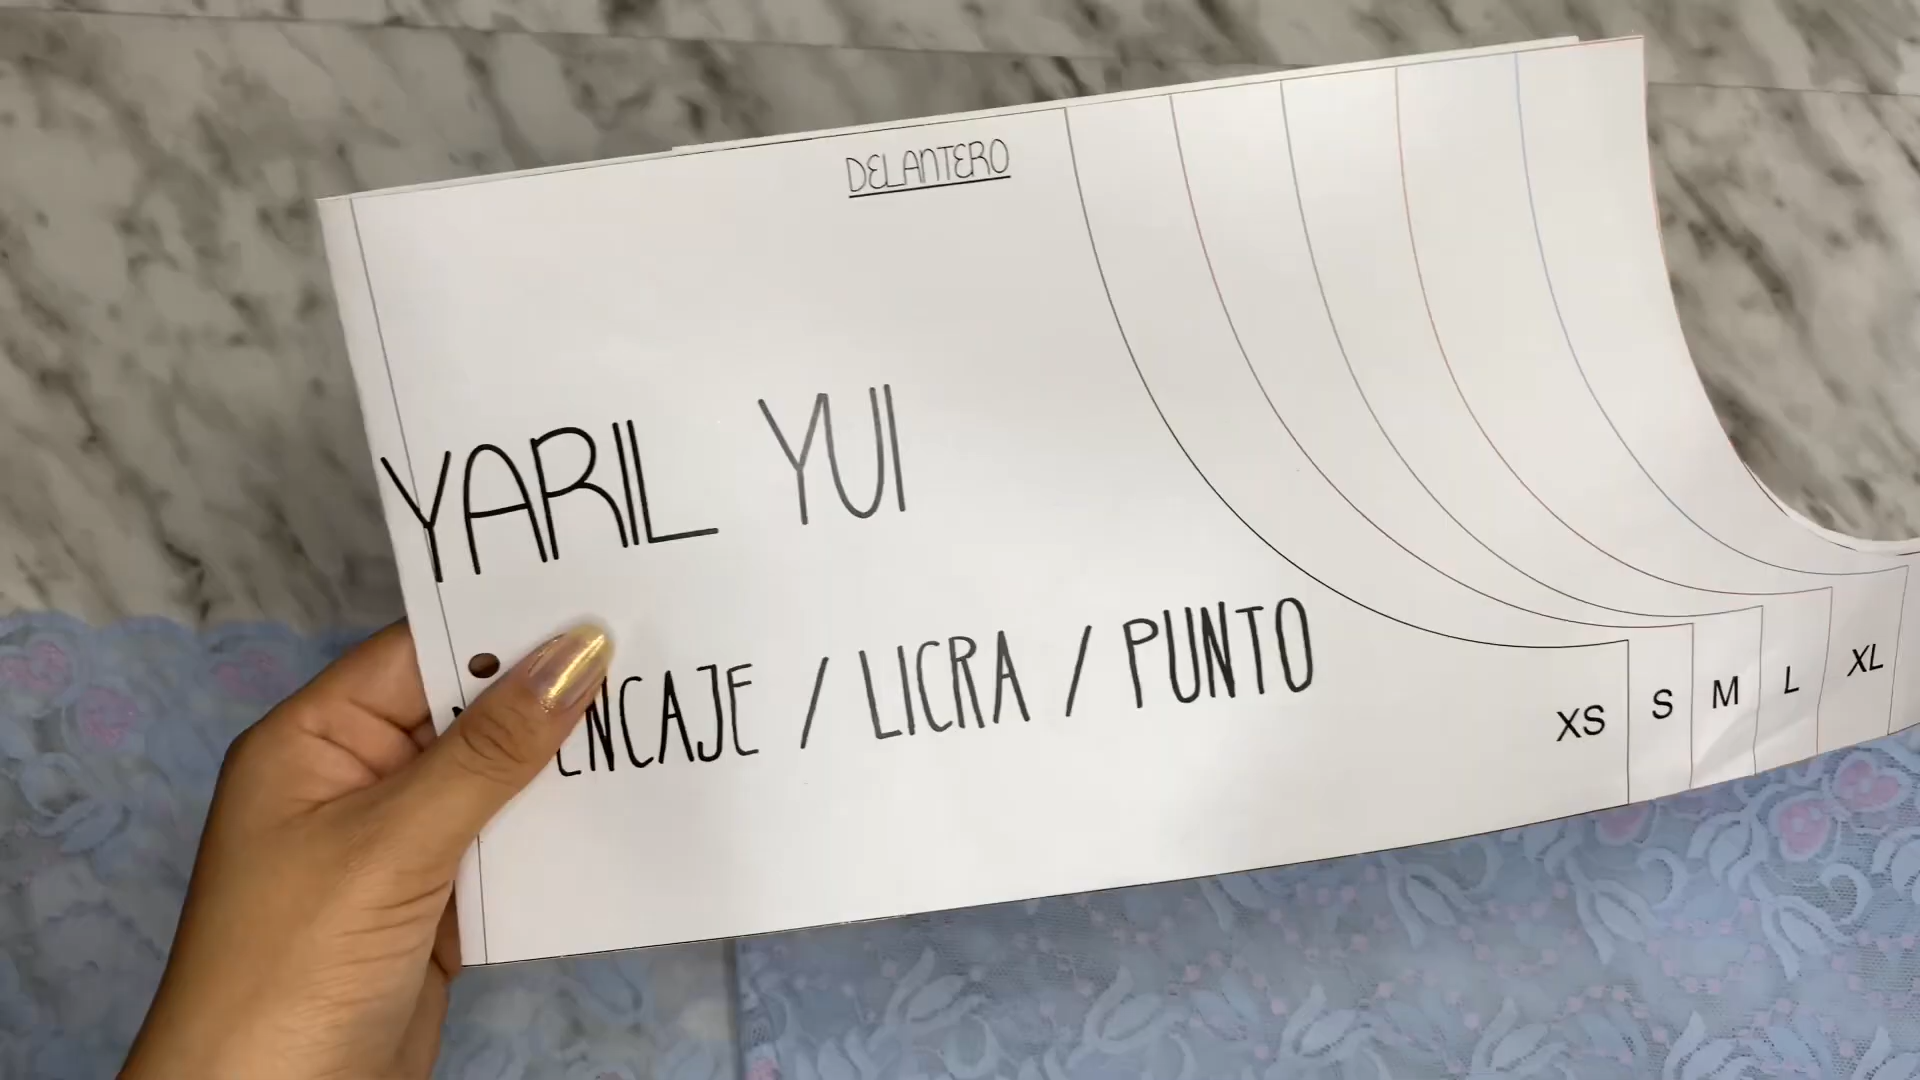 DELANTERO
YARIL YUI
ENCAJE / LICRA / PUNTO
XS S M L XL